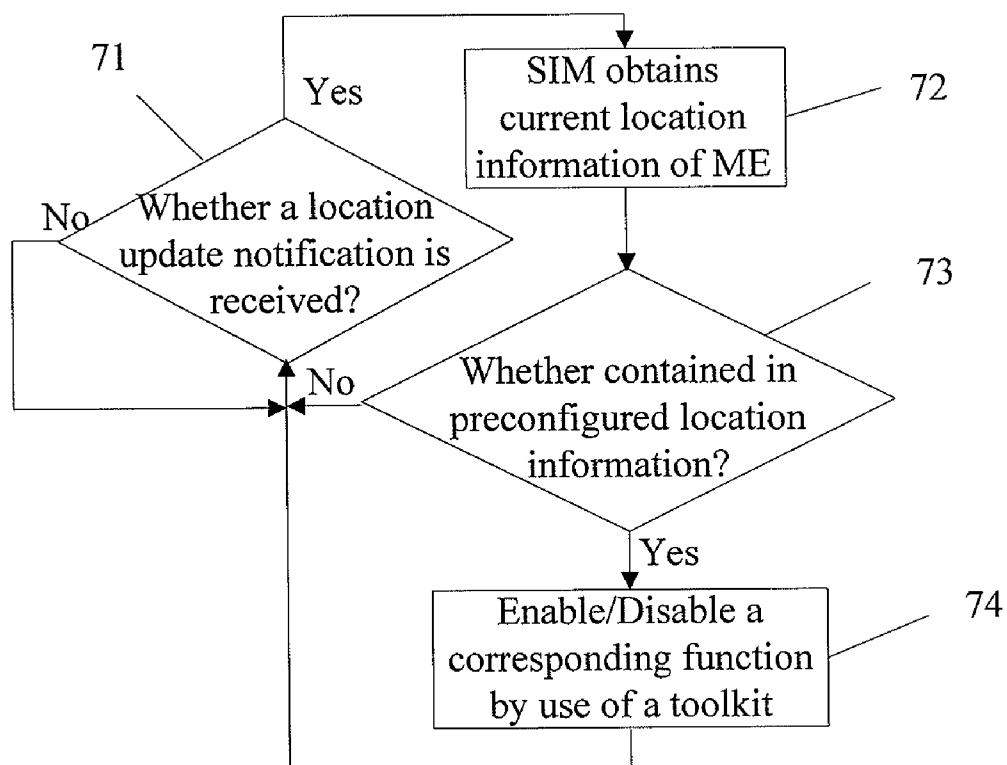 71
Yes
No
Whether a location
update notification is
received?
SIM obtains
current location
information of ME
72
73
No
Whether contained in
preconfigured location
information?
Yes
Enable/Disable a
corresponding function
by use of a toolkit
74